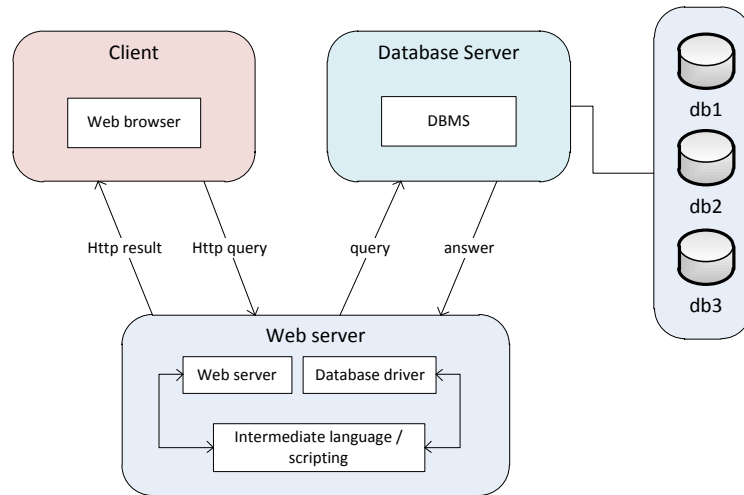 Client
Web browser
Database Server
DBMS
db1
db2
db3
Http result
Http query
query
answer
Web server
Web server
Database driver
Intermediate language /
scripting